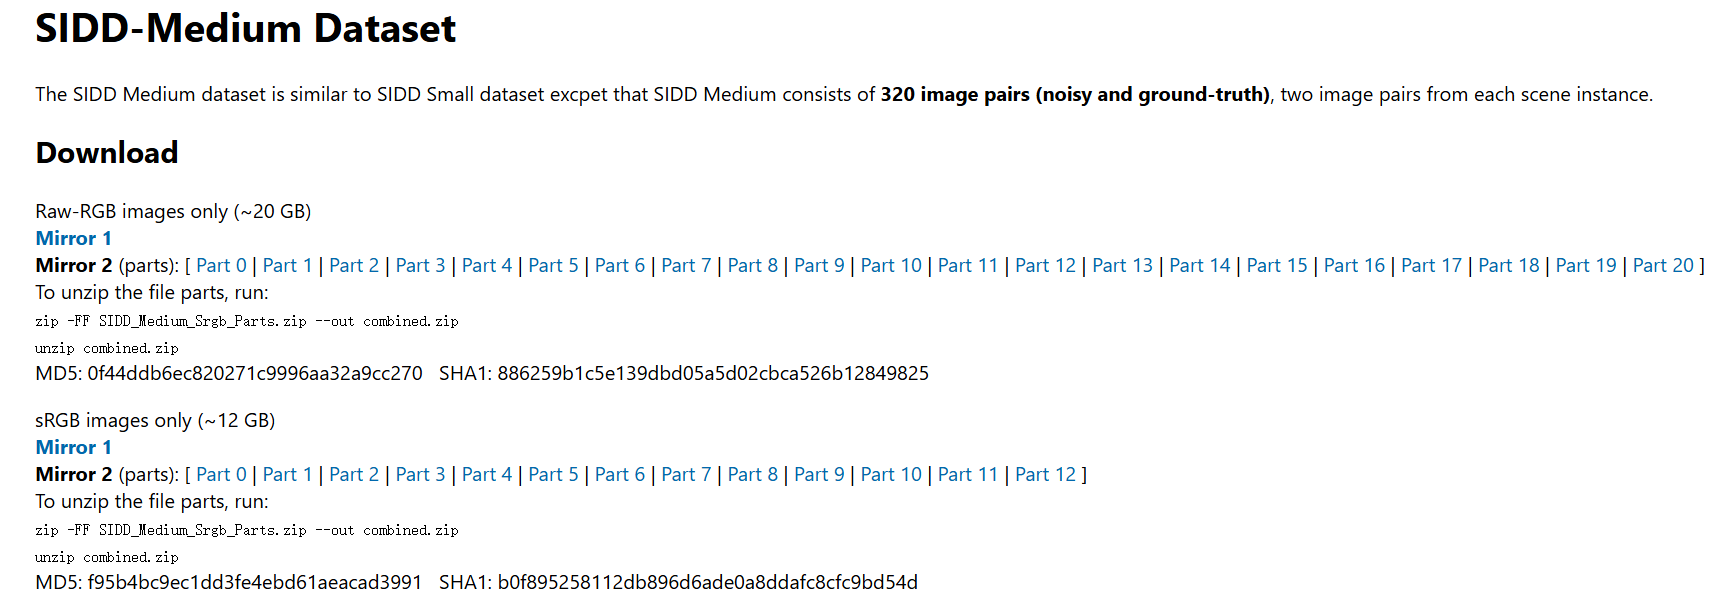 SIDD-Medium Dataset
The SIDD Medium dataset is similar to SIDD Small dataset excpet that SIDD Medium consists of 320 image pairs (noisy and ground-truth), two image pairs from each scene instance.
Download
Raw-RGB images only (~20 GB)
Mirror 1
Mirror 2 (parts): [ Part 0 | Part 1 | Part 2 | Part 3 | Part 4 | Part 5 | Part 6 | Part 7 | Part 8 | Part 9 | Part 10 | Part 11 | Part 12 | Part 13 | Part 14 | Part 15 | Part 16 | Part 17 | Part 18 | Part 19 | Part 20 ]
To unzip the file parts, run:
zip -FF SIDD_Medium_Srgb_Parts.zip --out combined.zip
unzip combined.zip
MD5: 0f44ddb6ec820271c9996aa32a9cc270 SHA1: 886259b1c5e139dbd05a5d02cbca526b12849825
sRGB images only (~12 GB)
Mirror 1
Mirror 2 (parts): [ Part 0 | Part 1 | Part 2 | Part 3 | Part 4 | Part 5 | Part 6 | Part 7 | Part 8 | Part 9 | Part 10 | Part 11 | Part 12 ]
To unzip the file parts, run:
zip -FF SIDD_Medium_Srgb_Parts.zip --out combined.zip
unzip combined.zip
MD5: f95b4bc9ec1dd3fe4ebd61aeacad3991 SHA1: b0f895258112db896d6ade0a8ddafc8cfc9bd54d